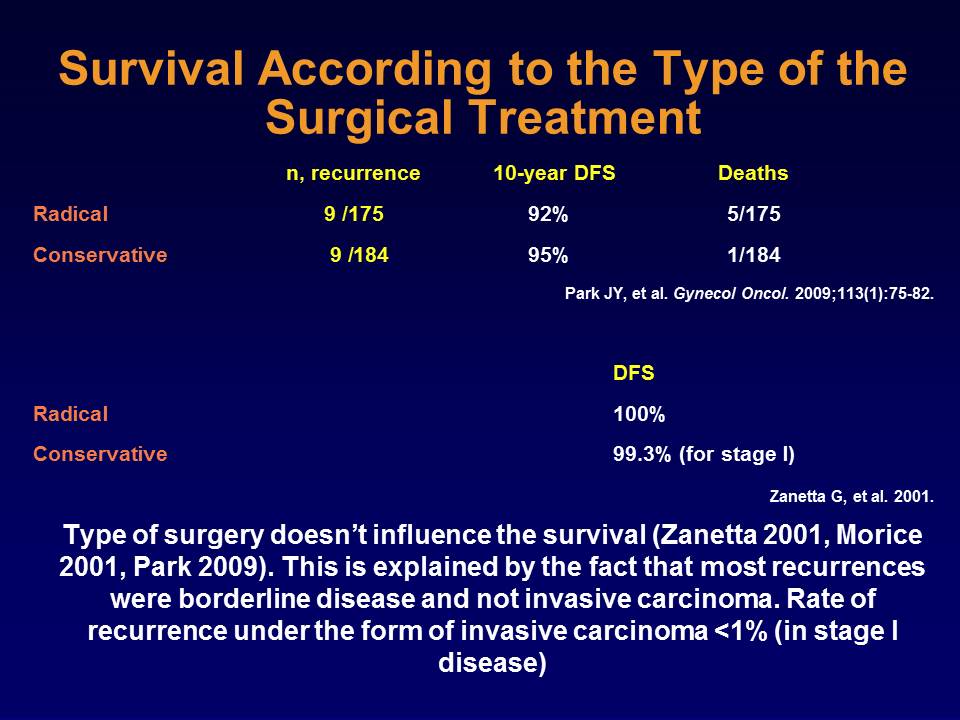 Survival According to the Type of the
Surgical Treatment
n, recurrence 10-year DFS Deaths
Radical 9 /175 92% 5/175
Conservative 9 /184 95% 1/184
Park JY, et al. Gynecol Oncol. 2009;113(1):75-82.
DFS
Radical 100%
Conservative 99.3% (for stage I)
Zanetta G, et al. 2001.
Type of surgery doesn’t influence the survival (Zanetta 2001, Morice
2001, Park 2009). This is explained by the fact that most recurrences
were borderline disease and not invasive carcinoma. Rate of
recurrence under the form of invasive carcinoma <1% (in stage I
disease)